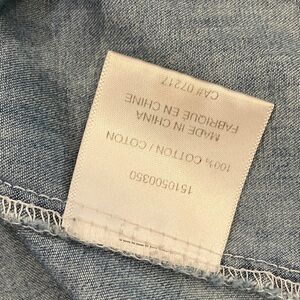 1510500350
100% COTTON / COTON
MADE IN CHINA
FABRIQUE EN CHINE
CA# 07217